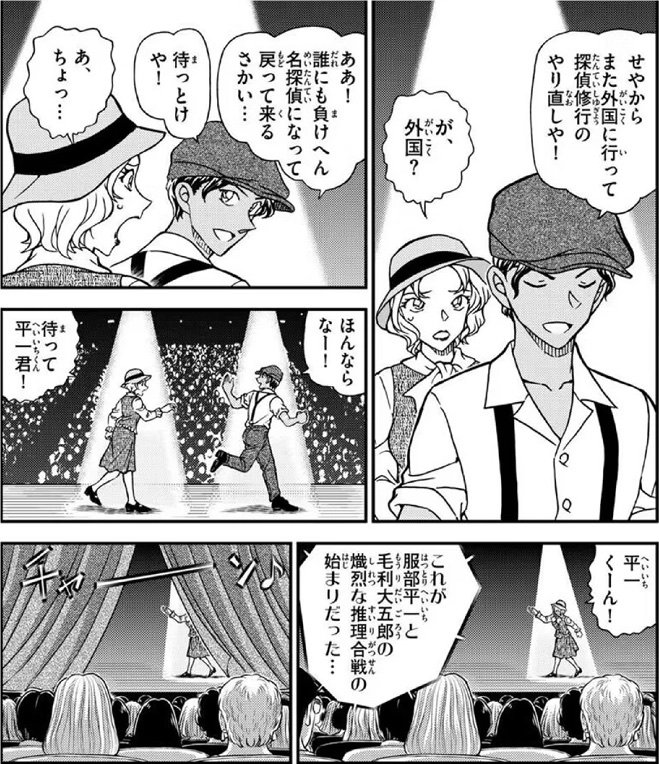 せやから
また外国に行って
探偵修行の
やり直しや！
が、
外国？
ああ！
誰にも負けへん
名探偵になって
戻って来る
さかい…
待っとけ
や！
あ、
ちょっ…
ほんなら
なー！
待って
平一君！
平一
くーん！
これが
服部平一と
毛利大五郎の
熾烈な推理合戦の
始まりだった…
チャーーン♪